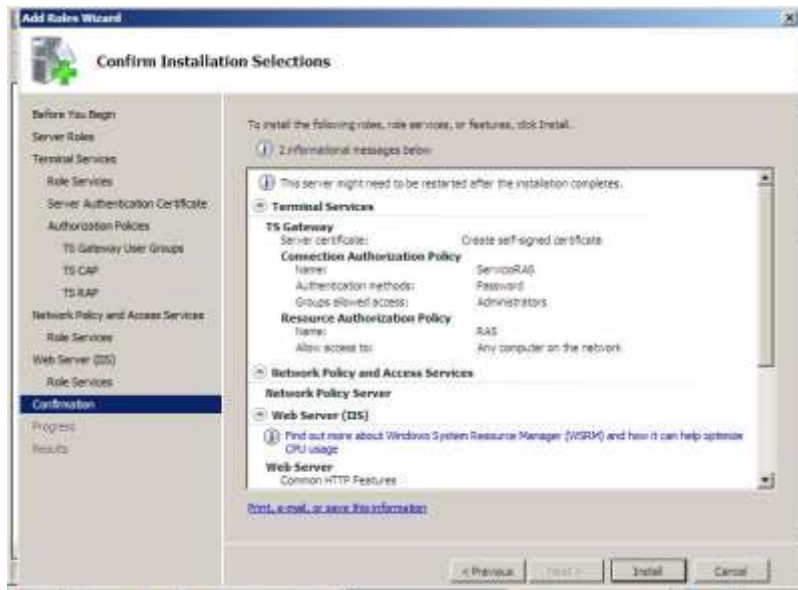 Add Roles Wizard
Confirm Installation Selections
Before You Begin
Server Roles
Terminal Services
Role Services
Server Authentication Certificate
Authorization Policies
TS Gateway User Groups
TS CAP
TS RAP
Network Policy and Access Services
Role Services
Web Server (IIS)
Role Services
Confirmation
Progress
Results
To install the following roles, role services, or features, click Install.
2 informational messages below
This server might need to be restarted after the installation completes.
Terminal Services
TS Gateway
Server certificate: Create self-signed certificate
Connection Authorization Policy
Name: ServicioRAS
Authentication methods: Password
Groups allowed access: Administrators
Resource Authorization Policy
Name: RAS
Allow access to: Any computer on the network
Network Policy and Access Services
Network Policy Server
Web Server (IIS)
Find out more about Windows System Resource Manager (WSRM) and how it can help optimize
CPU usage
Web Server
Common HTTP Features
Print, e-mail, or save this information
< Previous Next > Install Cancel